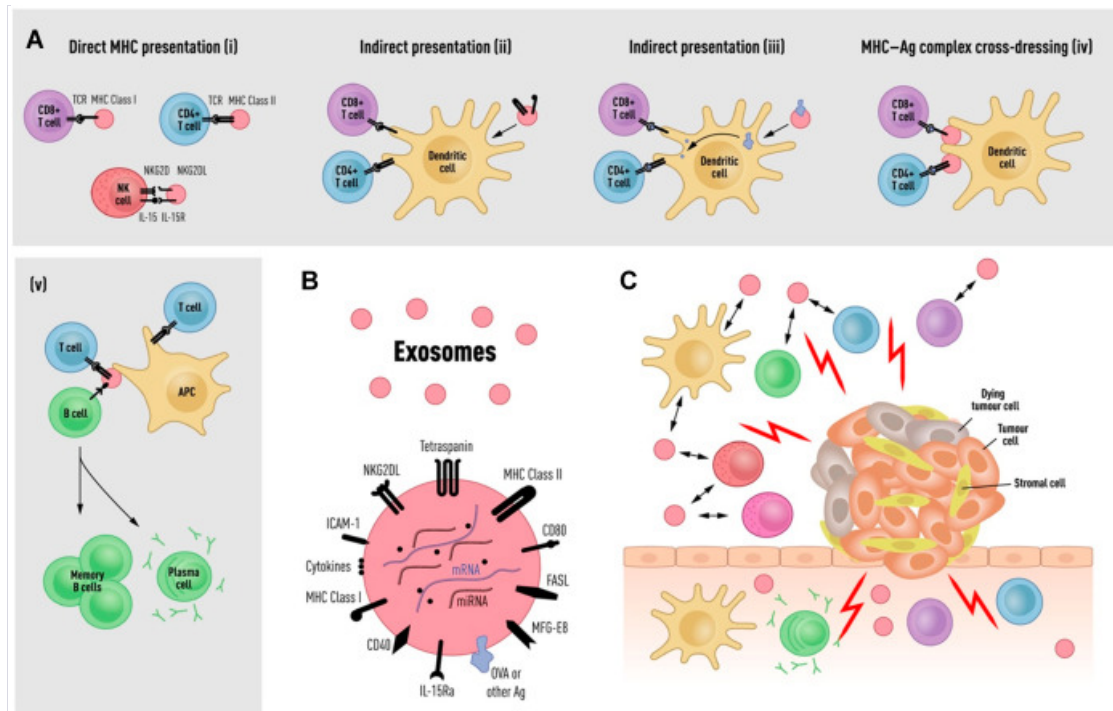 A
Direct MHC presentation (i)
Indirect presentation (ii)
Indirect presentation (iii)
MHC–Ag complex cross-dressing (iv)
CD8+
T cell
TCR MHC Class I
CD4+
T cell
TCR MHC Class II
NK
cell
NKG2D NKG2DL
IL-15 IL-15R
CD8+
T cell
CD4+
T cell
Dendritic
cell
CD8+
T cell
CD4+
T cell
Dendritic
cell
CD8+
T cell
CD4+
T cell
Dendritic
cell
(v)
T cell
T cell
B cell
APC
Memory
B cells
Plasma
cell
B
Exosomes
Tetraspanin
NKG2DL
MHC Class II
ICAM-1
CD80
Cytokines
mRNA
FASL
MHC Class I
miRNA
MFG-E8
CD40
IL-15Ra
OVA or
other Ag
C
Dying
tumour cell
Tumour
cell
Stromal cell